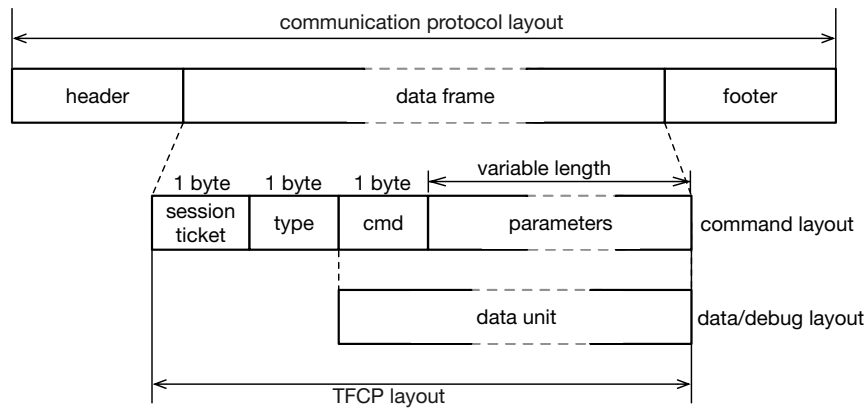 communication protocol layout
header data frame footer
variable length
1 byte 1 byte 1 byte
session
ticket type cmd parameters command layout
data unit data/debug layout
TFCP layout